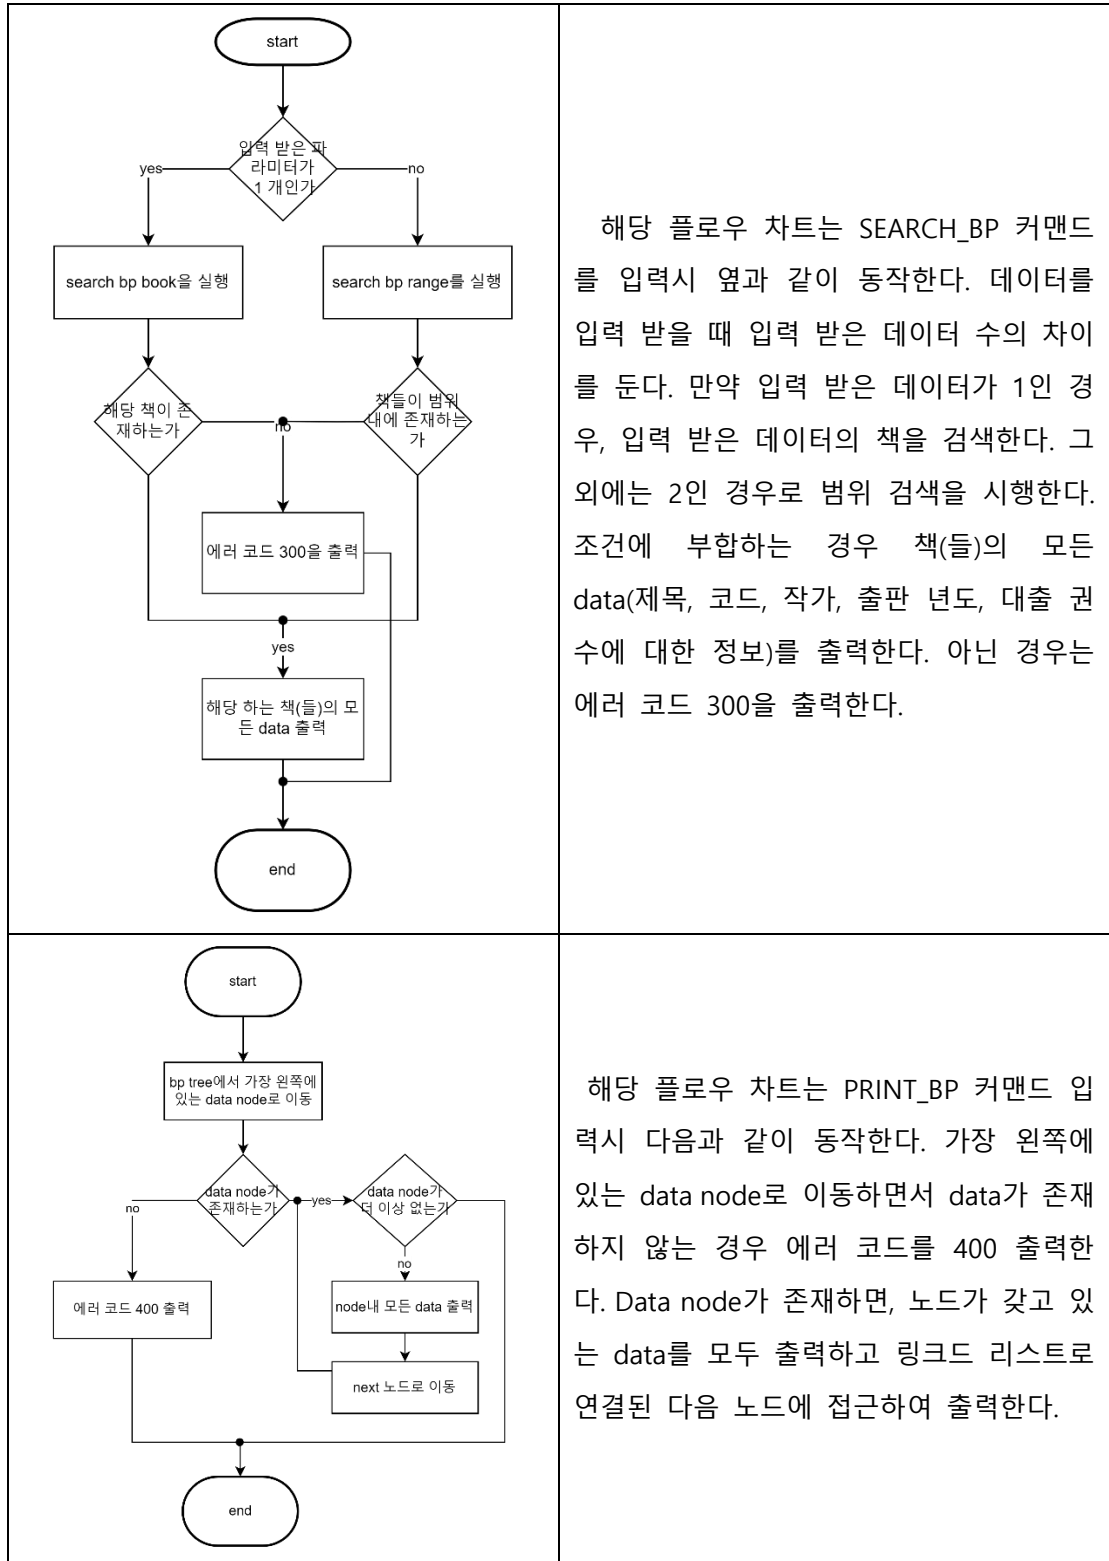 start
입력 받은 파
라미터가
1 개인가
yes
no
search bp book을 실행
search bp range를 실행
해당 책이 존
재하는가
책들이 범위
내에 존재하는
가
no
에러 코드 300을 출력
yes
해당 하는 책(들)의 모
든 data 출력
end
해당 플로우 차트는 SEARCH_BP 커맨드
를 입력시 옆과 같이 동작한다. 데이터를
입력 받을 때 입력 받은 데이터 수의 차이
를 둔다. 만약 입력 받은 데이터가 1인 경
우, 입력 받은 데이터의 책을 검색한다. 그
외에는 2인 경우로 범위 검색을 시행한다.
조건에 부합하는 경우 책(들)의 모든
data(제목, 코드, 작가, 출판 년도, 대출 권
수에 대한 정보)를 출력한다. 아닌 경우는
에러 코드 300을 출력한다.
start
bp tree에서 가장 왼쪽에
있는 data node로 이동
data node가
존재하는가
yes
data node가
더 이상 없는가
no
no
에러 코드 400 출력
node내 모든 data 출력
next 노드로 이동
end
해당 플로우 차트는 PRINT_BP 커맨드 입
력시 다음과 같이 동작한다. 가장 왼쪽에
있는 data node로 이동하면서 data가 존재
하지 않는 경우 에러 코드를 400 출력한
다. Data node가 존재하면, 노드가 갖고 있
는 data를 모두 출력하고 링크드 리스트로
연결된 다음 노드에 접근하여 출력한다.